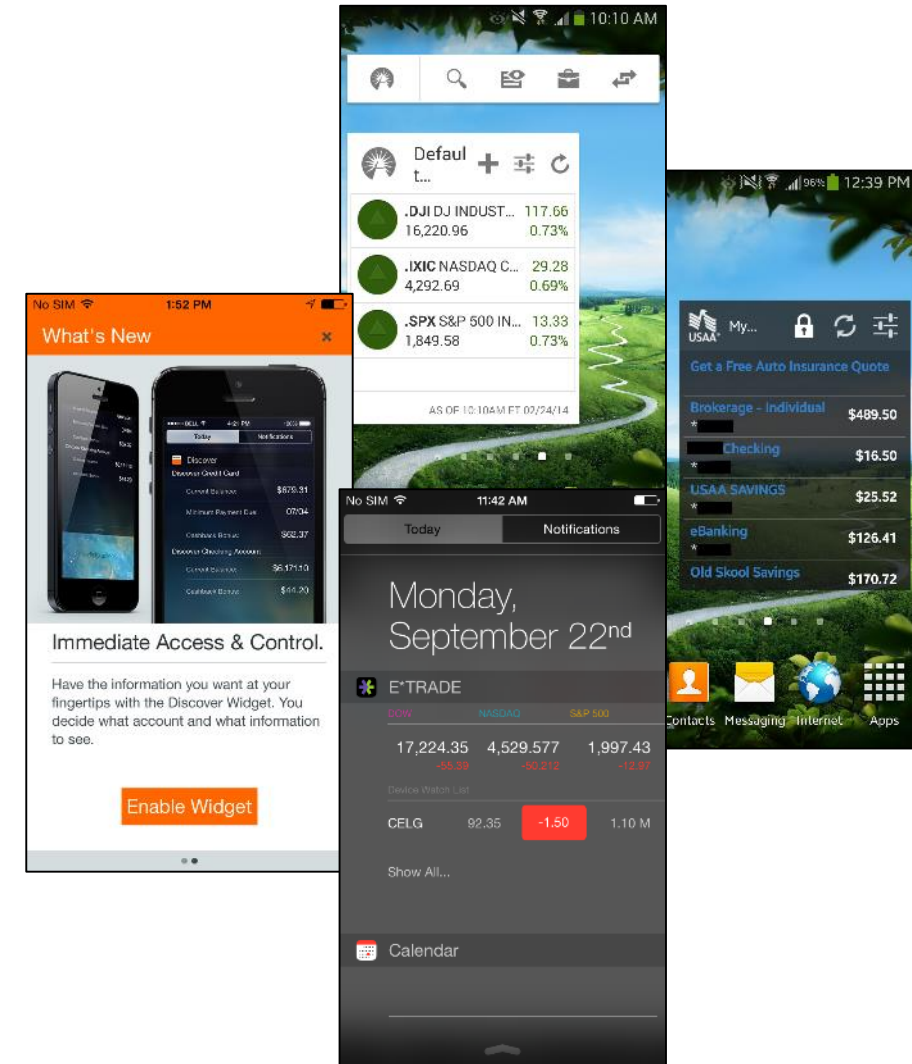 10:10 AM
Defaul
t...
.DJI DJ INDUST... 117.66
16,220.96 0.73%
.IXIC NASDAQ C... 29.28
4,292.69 0.69%
.SPX S&P 500 IN... 13.33
1,849.58 0.73%
AS OF 10:10AM ET 02/24/14
No SIM 1:52 PM
What's New ×
4:21 PM
Today Notifications
Discover
Discover Credit Card
Current Balance: $679.31
Minimum Payment Due: 07/04
Cashback Bonus: $62.37
Discover Checking Account
Current Balance: $6,171.10
Cashback Bonus: $44.20
Immediate Access & Control.
Have the information you want at your
fingertips with the Discover Widget. You
decide what account and what information
to see.
Enable Widget
No SIM 11:42 AM
Today Notifications
Monday,
September 22nd
E*TRADE
DOW NASDAQ S&P 500
17,224.35 4,529.577 1,997.43
-55.39 -50.212 -12.97
Device Watch List
CELG 92.35 -1.50 1.10 M
Show All...
Calendar
96% 12:39 PM
USAA My...
Get a Free Auto Insurance Quote
Brokerage - Individual $489.50
*
Checking $16.50
*
USAA SAVINGS $25.52
*
eBanking $126.41
*
Old Skool Savings $170.72
Contacts Messaging Internet Apps